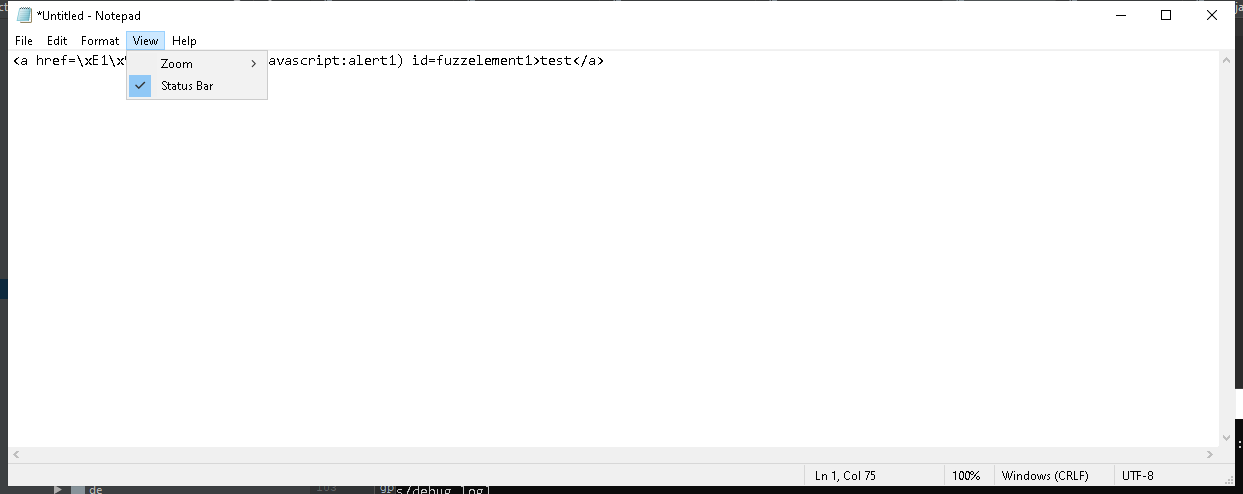 *Untitled - Notepad
File Edit Format View Help
<a href=\xE1\x avascript:alert1) id=fuzzelement1>test</a>
Zoom
Status Bar
Ln 1, Col 75 100% Windows (CRLF) UTF-8
de 103 s/debug.log]